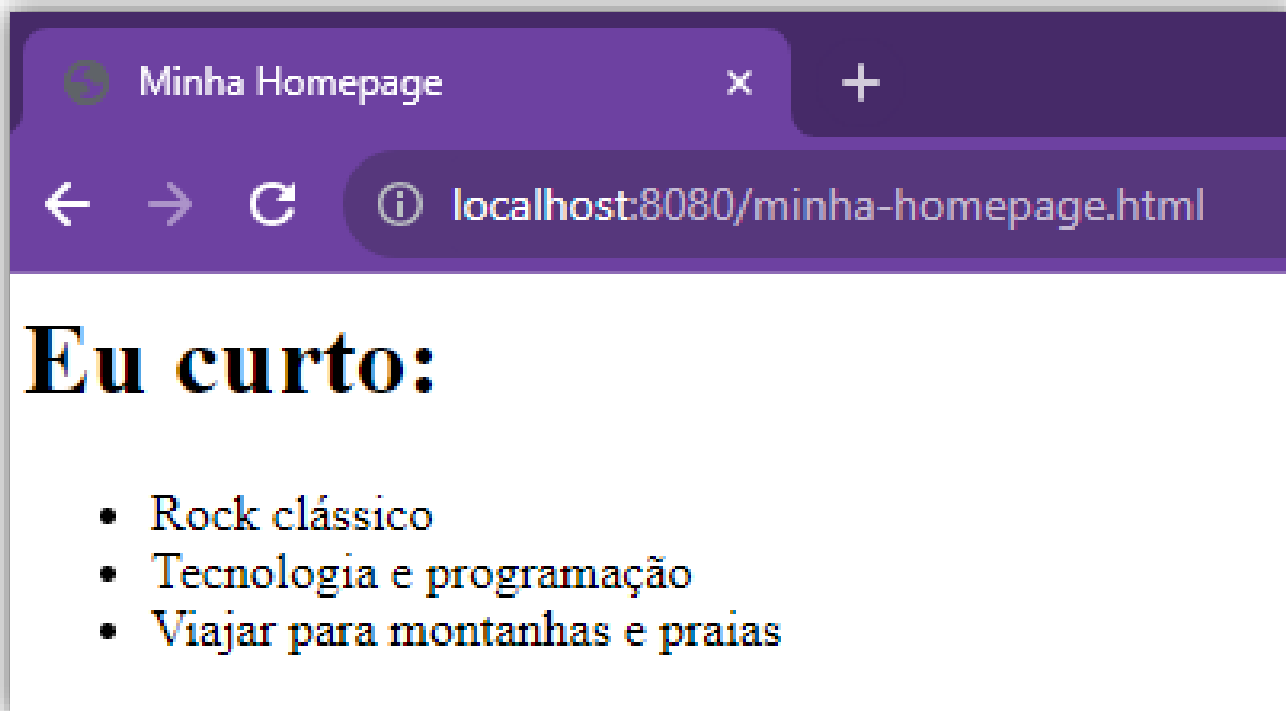 Minha Homepage
localhost:8080/minha-homepage.html
Eu curto:
Rock clássico
Tecnologia e programação
Viajar para montanhas e praias